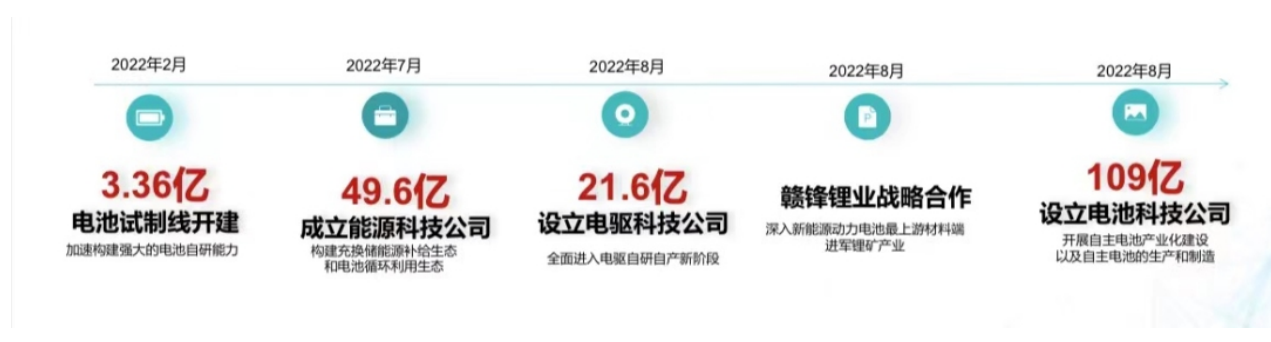 2022年2月
3.36亿
电池试制线开建
加速构建强大的电池自研能力
2022年7月
49.6亿
成立能源科技公司
构建充换储能源补给生态
和电池循环利用生态
2022年8月
21.6亿
设立电驱科技公司
全面进入电驱自研自产新阶段
2022年8月
P
赣锋锂业战略合作
深入新能源动力电池最上游材料端
进军锂矿产业
2022年8月
109亿
设立电池科技公司
开展自主电池产业化建设
以及自主电池的生产和制造